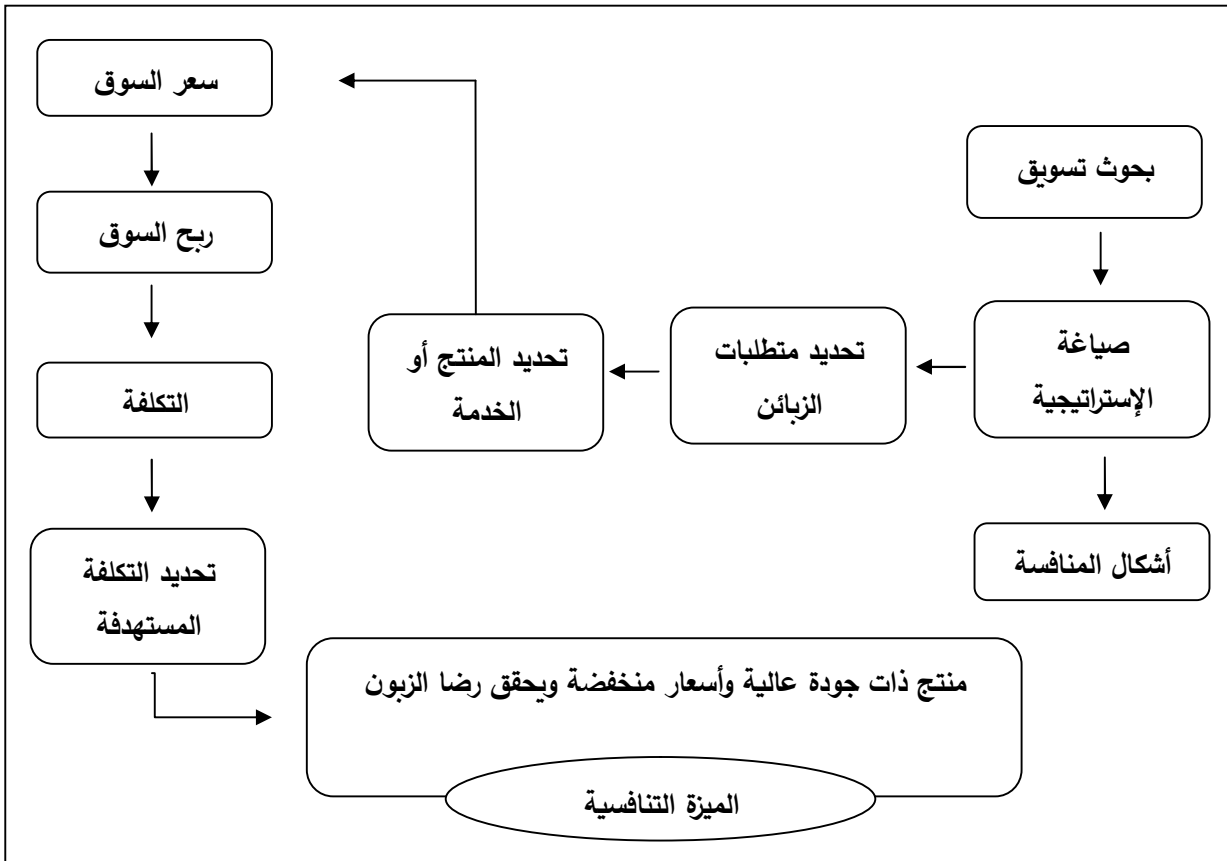 سعر السوق
بحوث تسويق
ربح السوق
صياغة
الإستراتيجية
تحديد متطلبات
الزبائن
تحديد المنتج أو
الخدمة
التكلفة
أشكال المنافسة
تحديد التكلفة
المستهدفة
منتج ذات جودة عالية وأسعار منخفضة ويحقق رضا الزبون
الميزة التنافسية